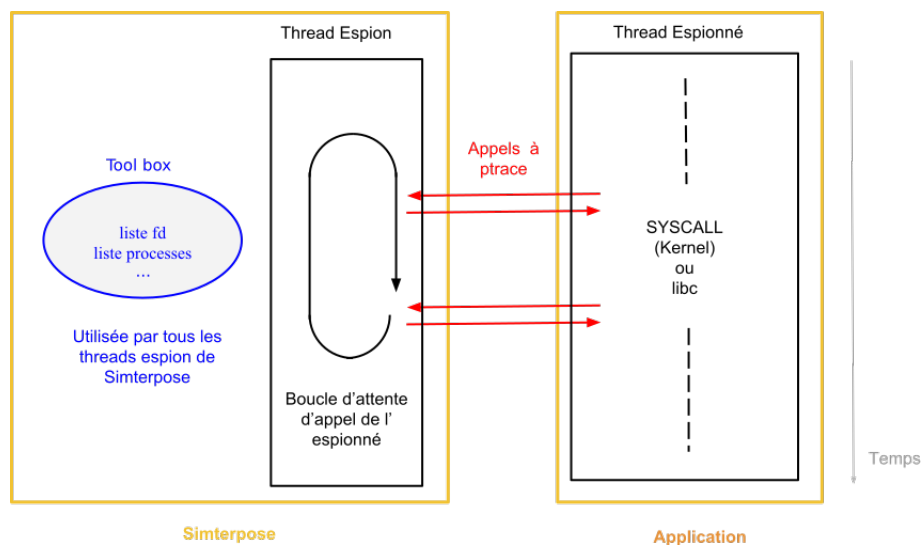 Thread Espion
Thread Espionné
Tool box
liste fd
liste processes
...
Utilisée par tous les
threads espion de
Simterpose
Boucle d'attente
d'appel de l'
espionné
Appels à
ptrace
SYSCALL
(Kernel)
ou
libc
Temps
Simterpose
Application